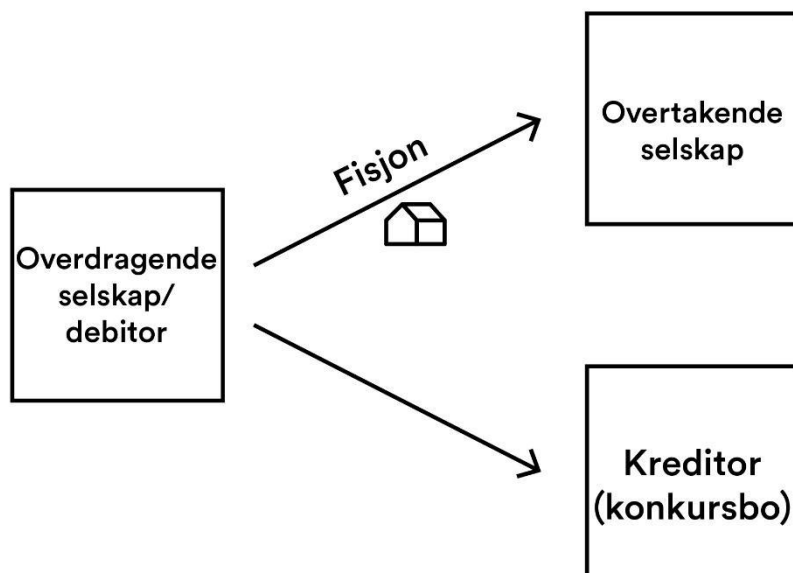 Overdragende
selskap/
debitor
Fisjon
Overtakende
selskap
Kreditor
(konkursbo)